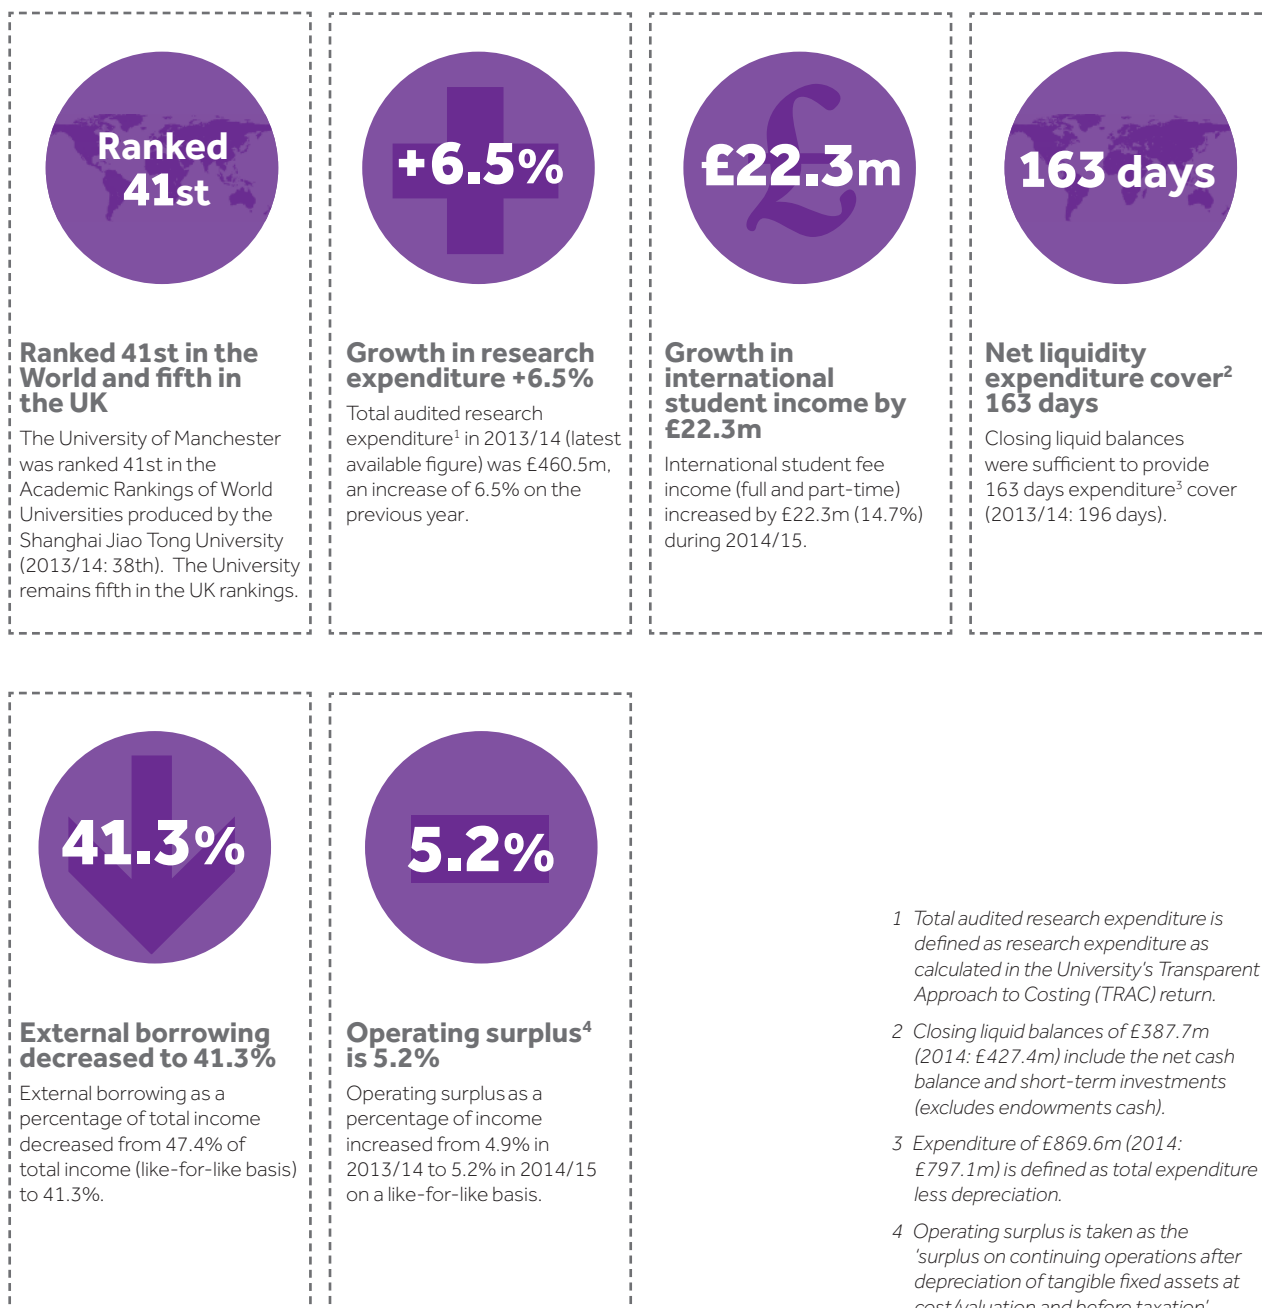 Ranked
41st
Ranked 41st in the
World and fifth in
the UK
The University of Manchester
was ranked 41st in the
Academic Rankings of World
Universities produced by the
Shanghai Jiao Tong University
(2013/14: 38th).  The University
remains fifth in the UK rankings.
+6.5%
Growth in research
expenditure +6.5%
Total audited research
expenditure¹ in 2013/14 (latest
available figure) was £460.5m,
an increase of 6.5% on the
previous year.
£22.3m
Growth in
international
student income by
£22.3m
International student fee
income (full and part-time)
increased by £22.3m (14.7%)
during 2014/15.
163 days
Net liquidity
expenditure cover²
163 days
Closing liquid balances
were sufficient to provide
163 days expenditure³ cover
(2013/14: 196 days).
41.3%
External borrowing
decreased to 41.3%
External borrowing as a
percentage of total income
decreased from 47.4% of
total income (like-for-like basis)
to 41.3%.
5.2%
Operating surplus⁴
is 5.2%
Operating surplus as a
percentage of income
increased from 4.9% in
2013/14 to 5.2% in 2014/15
on a like-for-like basis.
1 Total audited research expenditure is
defined as research expenditure as
calculated in the University's Transparent
Approach to Costing (TRAC) return.
2 Closing liquid balances of £387.7m
(2014: £427.4m) include the net cash
balance and short-term investments
(excludes endowments cash).
3 Expenditure of £869.6m (2014:
£797.1m) is defined as total expenditure
less depreciation.
4 Operating surplus is taken as the
'surplus on continuing operations after
depreciation of tangible fixed assets at
cost/valuation and before taxation'